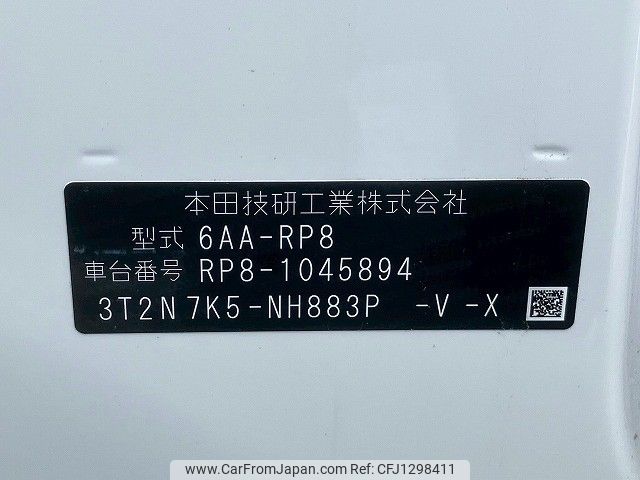 本田技研工業株式会社
型式 6AA-RP8
車台番号 RP8-1045894
3T2N7K5-NH883P -V -X
www.CarFromJapan.com CFJ1298411